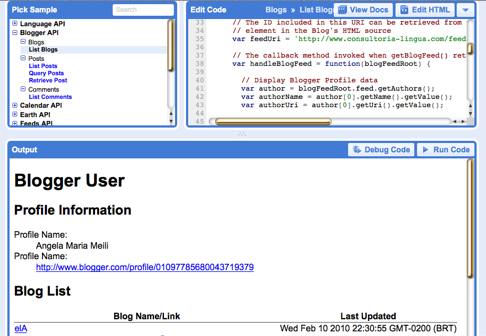 Pick Sample
Search
Language API
Blogger API
Blogs
List Blogs
Posts
List Posts
Query Posts
Retrieve Post
Comments
List Comments
Calendar API
Earth API
Feeds API
Edit Code
Blogs » List Blog
View Docs
Edit HTML
33 // The ID included in this URI can be retrieved from
34 // element in the Blog's HTML source
35 var feedUri = 'http://www.consultoria-lingua.com/feed
36
37 // The callback method invoked when getBlogFeed() ret
38 var handleBlogFeed = function(blogFeedRoot) {
39
40 // Display Blogger Profile data
41 var author = blogFeedRoot.feed.getAuthors();
42 var authorName = author[0].getName().getValue();
43 var authorUri = author[0].getUri().getValue();
44
45
Output
Debug Code
Run Code
Blogger User
Profile Information
Profile Name:
Angela Maria Meili
Profile Name:
http://www.blogger.com/profile/01097785680043719379
Blog List
Blog Name/Link Last Updated
elA Wed Feb 10 2010 22:30:55 GMT-0200 (BRT)